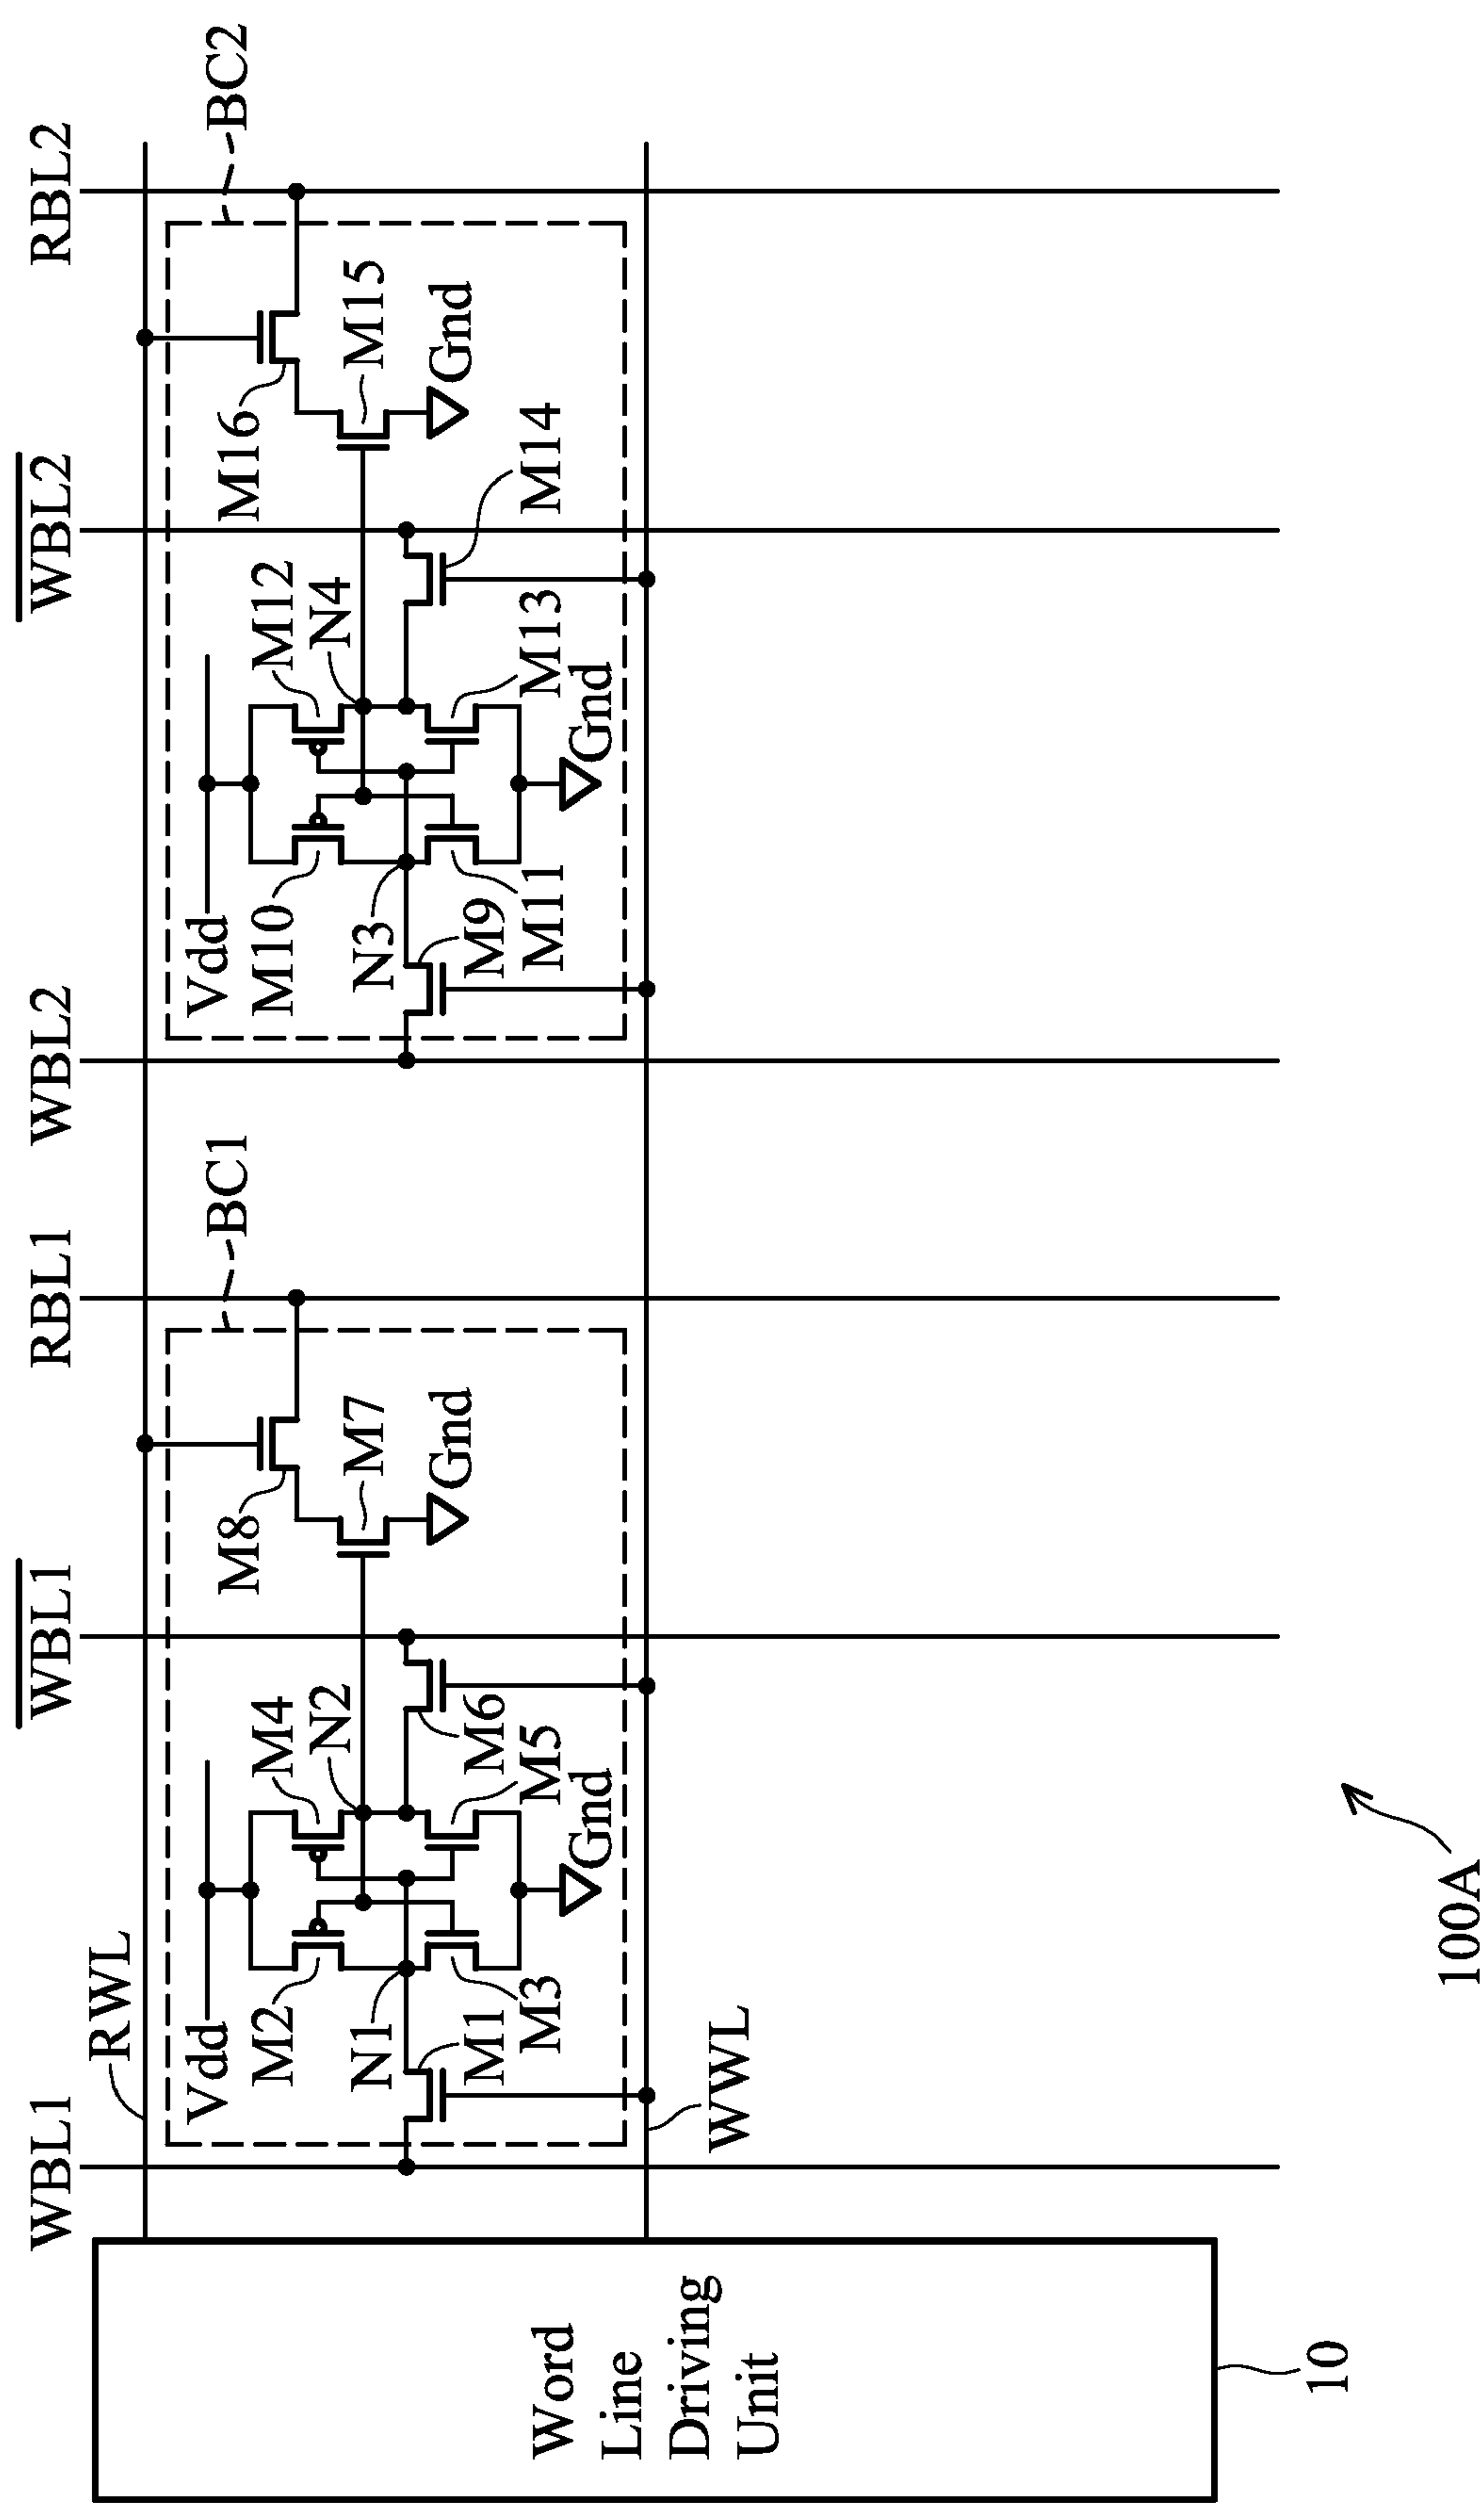 WBL1
W̅B̅L̅1̅
RBL1
WBL2
W̅B̅L̅2̅
RBL2
RWL
BC1
BC2
Vdd
Vdd
M8
M16
M2
M4
M10
M12
N2
N4
M7
M15
N1
N3
Gnd
Gnd
M1
M6
M9
M3
M5
M11
M13
M14
Gnd
Gnd
WWL
Word
Line
Driving
Unit
10
100A